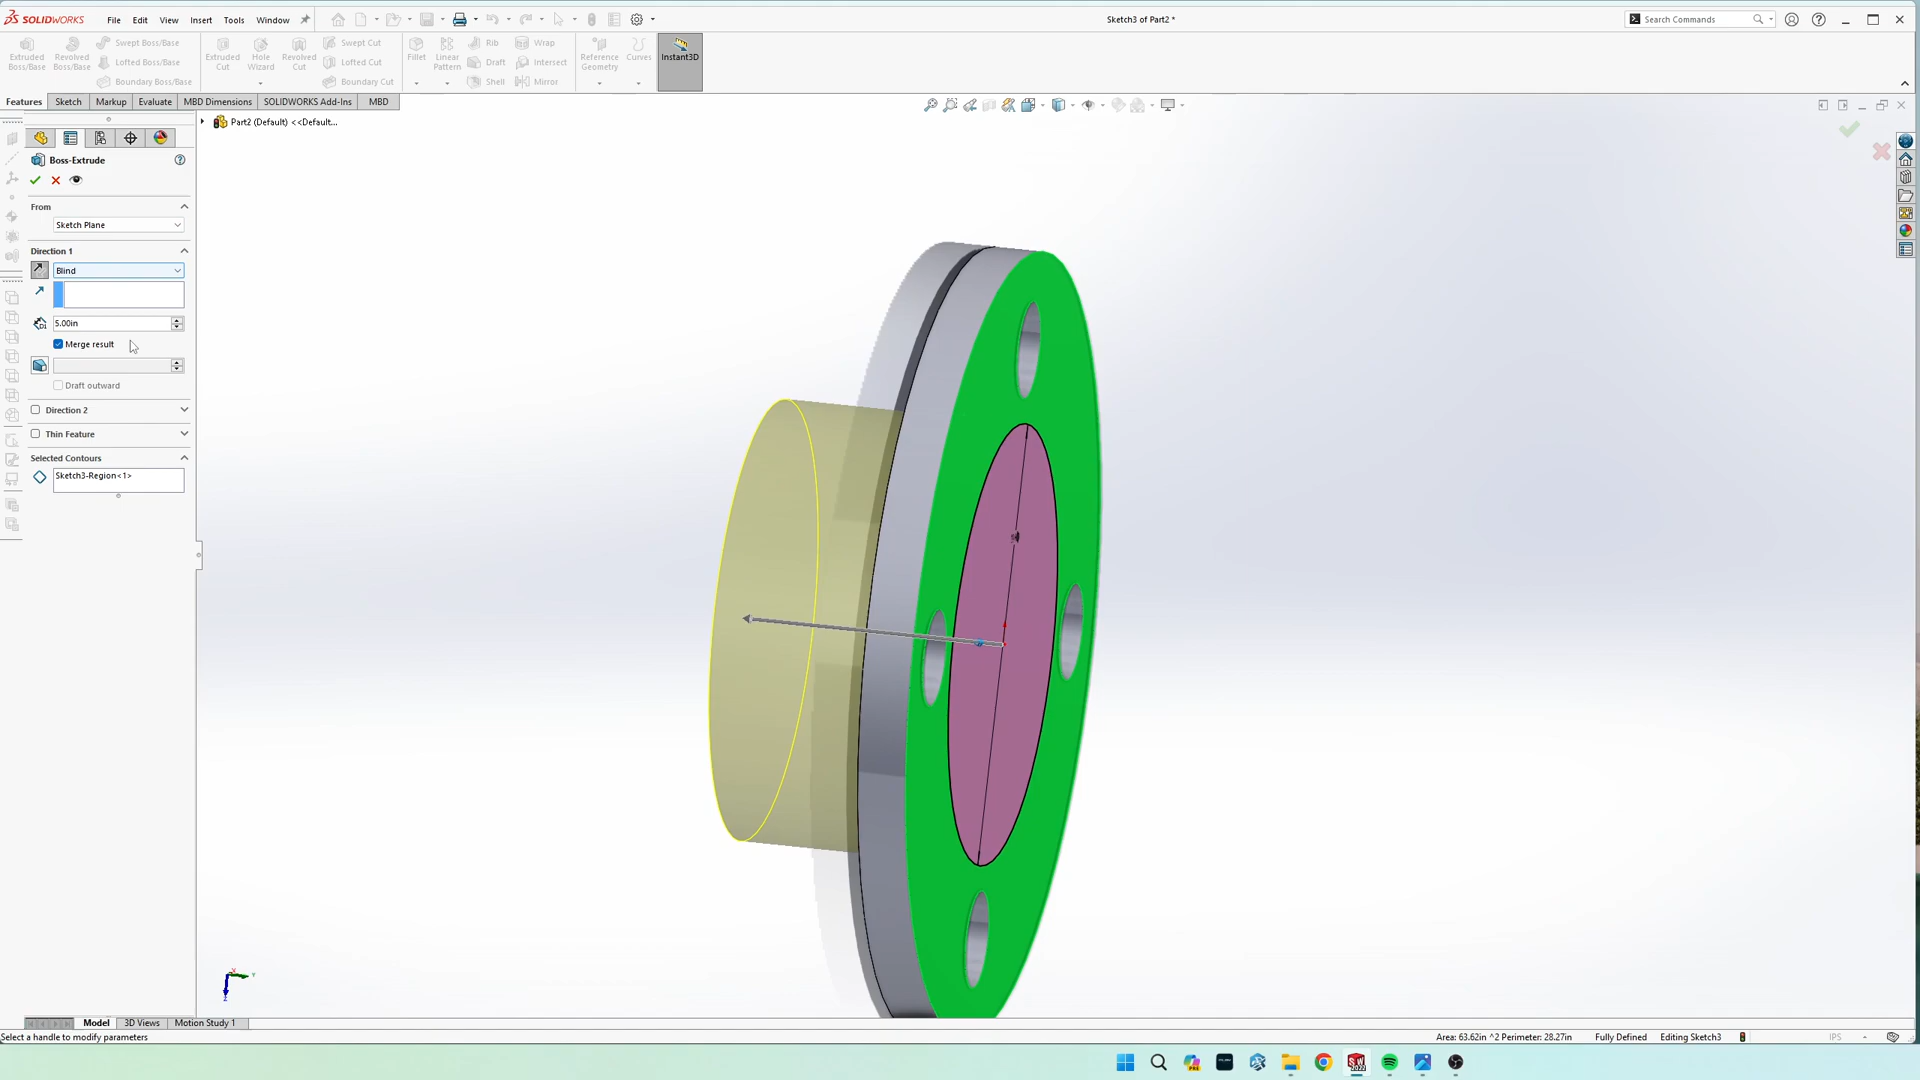 SOLIDWORKS File Edit View Insert Tools Window Sketch3 of Part2 * Search Commands
Extruded Boss/Base
Revolved Boss/Base
Swept Boss/Base
Lofted Boss/Base
Boundary Boss/Base
Extruded Cut
Hole Wizard
Revolved Cut
Swept Cut
Lofted Cut
Boundary Cut
Fillet
Linear Pattern
Rib
Draft
Shell
Wrap
Intersect
Mirror
Reference Geometry
Curves
Instant3D
Features Sketch Markup Evaluate MBD Dimensions SOLIDWORKS Add-Ins MBD
Part2 (Default) <<Default...
Boss-Extrude
From
Sketch Plane
Direction 1
Blind
5.00in
Merge result
Draft outward
Direction 2
Thin Feature
Selected Contours
Sketch3-Region<1>
Model 3D Views Motion Study 1
Select a handle to modify parameters Area: 63.62in ^2 Perimeter: 28.27in Fully Defined Editing Sketch3 IPS